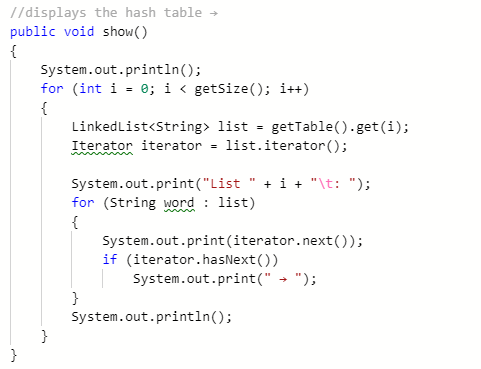 //displays the hash table →
public void show()
{
    System.out.println();
    for (int i = 0; i < getSize(); i++)
    {
        LinkedList<String> list = getTable().get(i);
        Iterator iterator = list.iterator();

        System.out.print("List " + i + "\t: ");
        for (String word : list)
        {
            System.out.print(iterator.next());
            if (iterator.hasNext())
                System.out.print(" → ");
        }
        System.out.println();
    }
}